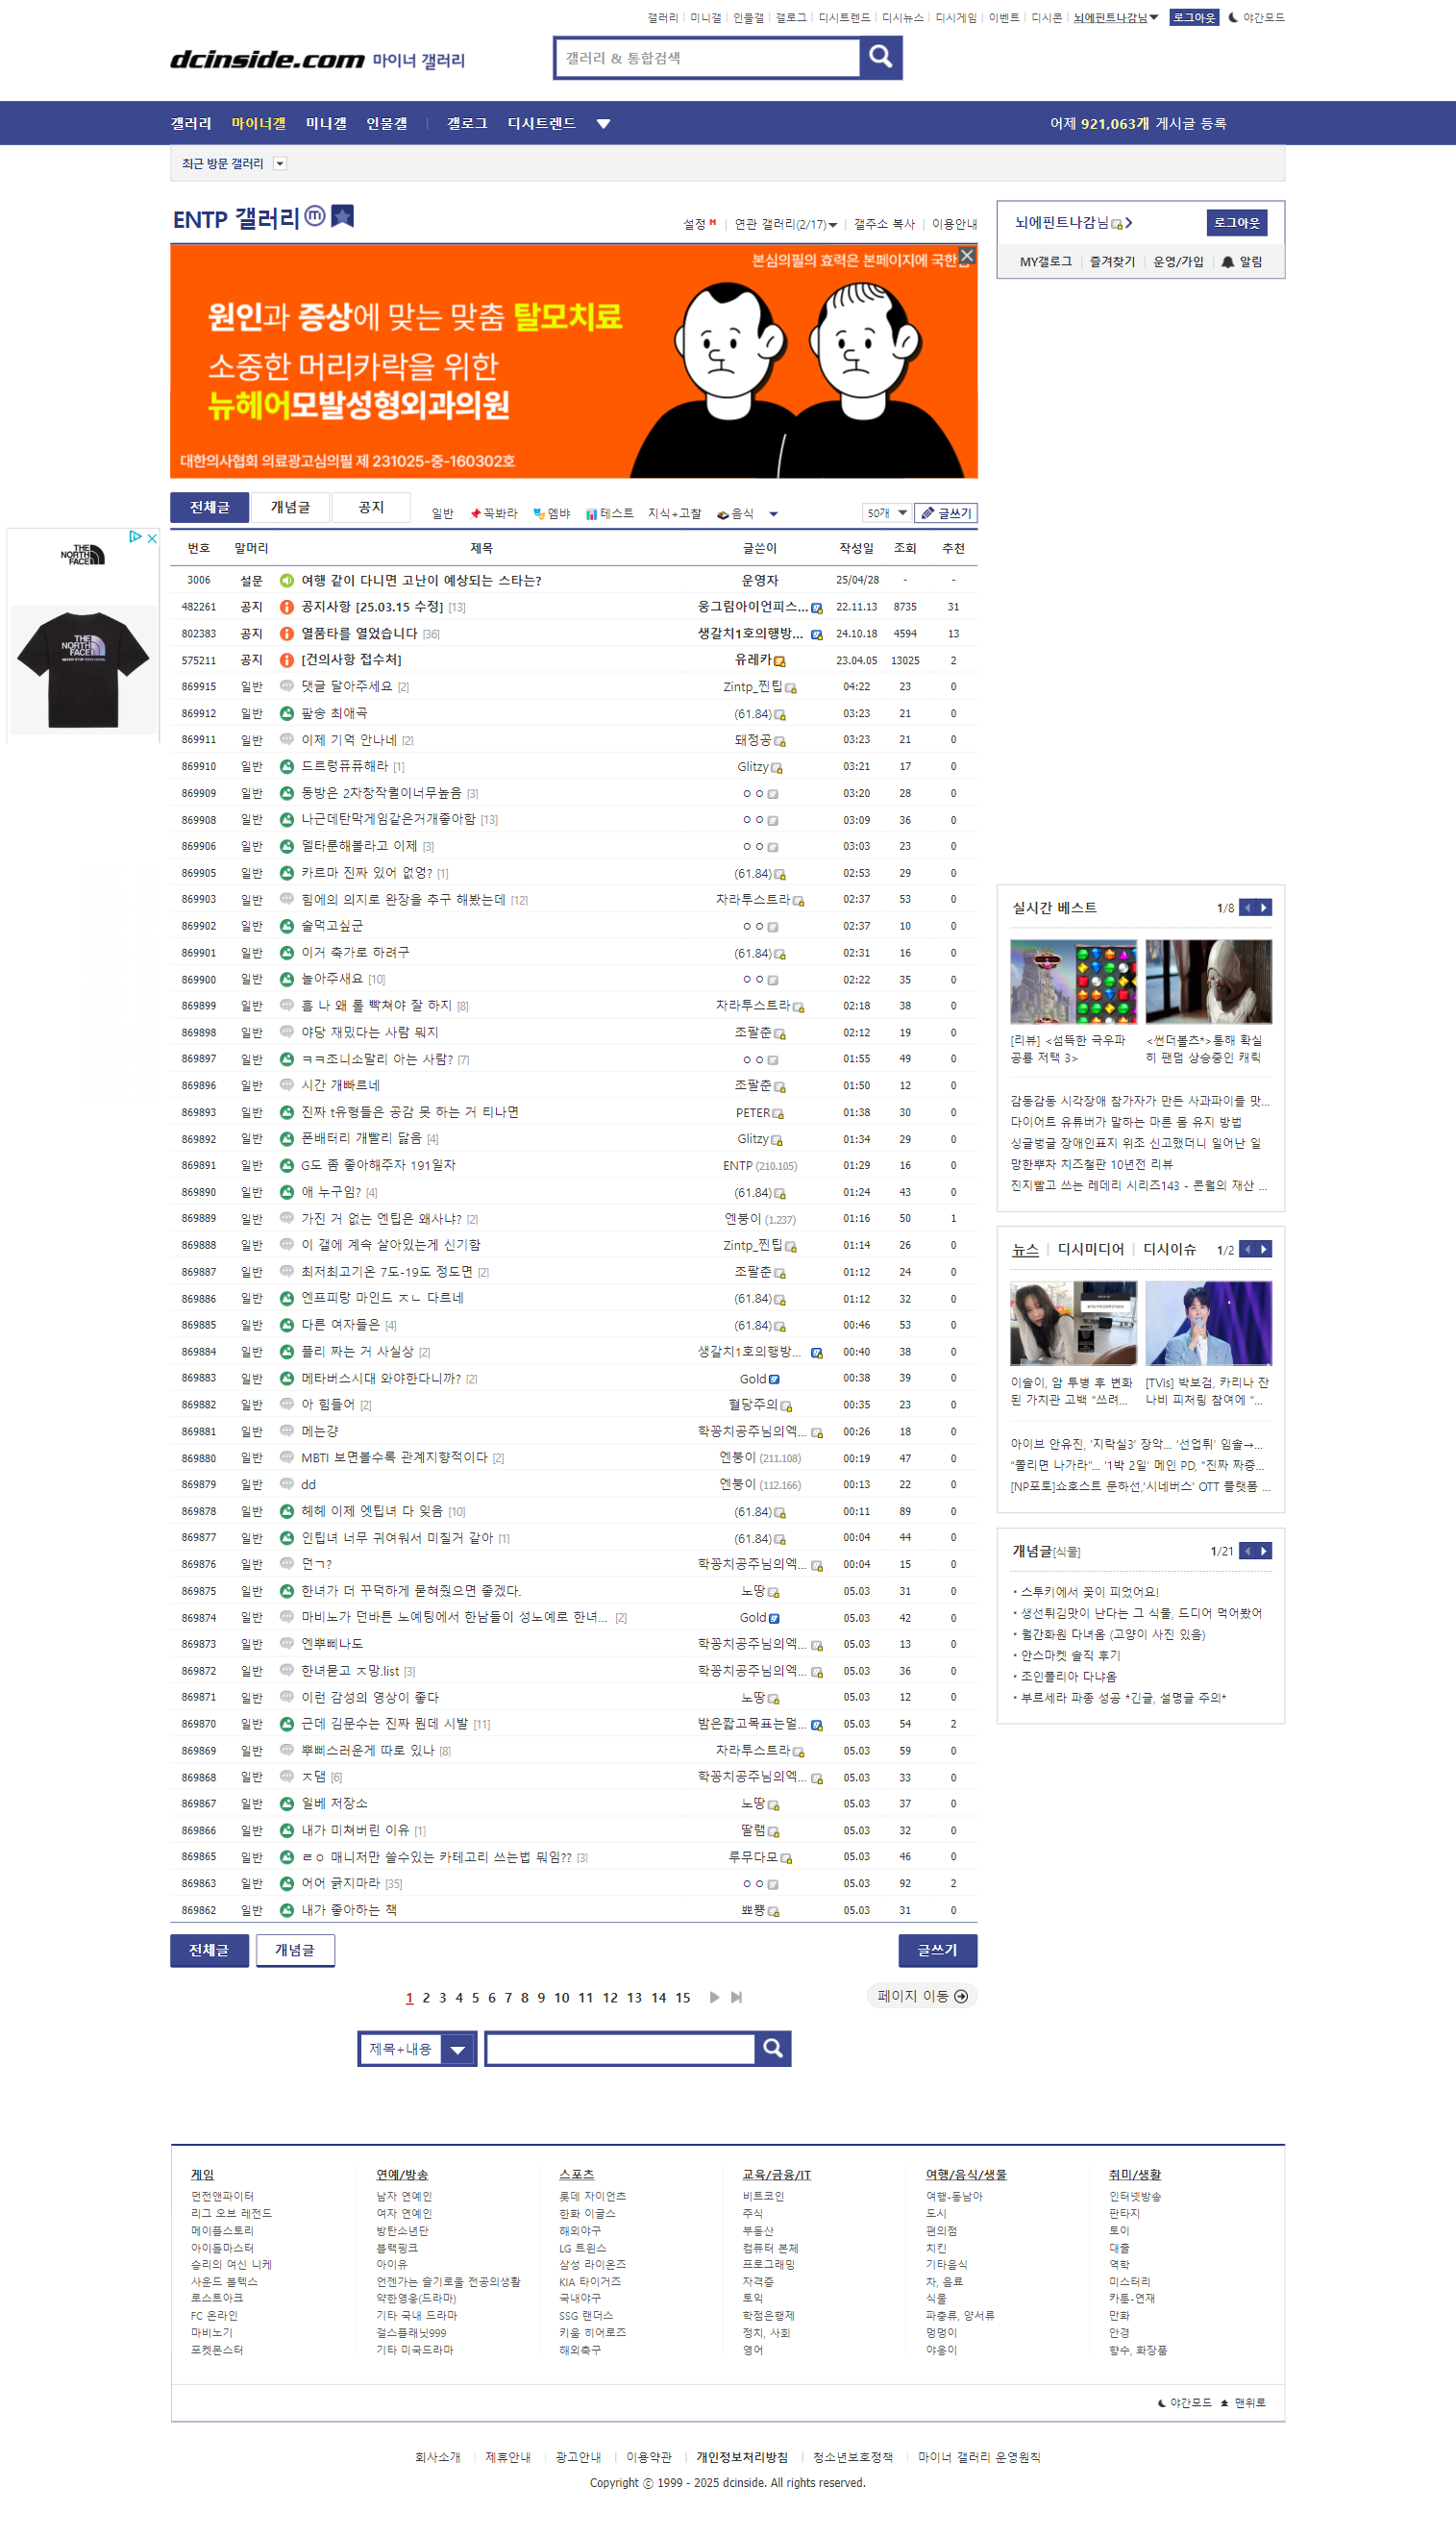 갤러리 미니갤 인물갤 갤로그 디시트렌드 디시뉴스 디시게임 이벤트 디시콘 뇌에핀트나감님 로그아웃 야간모드
dcinside.com 마이너 갤러리
갤러리 & 통합검색
갤러리 마이너갤 미니갤 인물갤 갤로그 디시트렌드
어제 921,063개 게시글 등록
최근 방문 갤러리
ENTP 갤러리 ⓜ
설정 N 연관 갤러리(2/17) 갤주소 복사 이용안내
본심의필의 효력은 본페이지에 국한
원인과 증상에 맞는 맞춤 탈모치료
소중한 머리카락을 위한
뉴헤어모발성형외과의원
대한의사협회 의료광고심의필 제 231025-중-160302호
전체글 개념글 공지
일반 꼭봐라 엠뱌 테스트 지식+고찰 음식
50개 글쓰기
번호 말머리 제목 글쓴이 작성일 조회 추천
3006 설문 여행 같이 다니면 고난이 예상되는 스타는? 운영자 25/04/28 - -
482261 공지 공지사항 [25.03.15 수정] [13] 웅그림아이언피스... 22.11.13 8735 31
802383 공지 열품타를 열었습니다 [36] 생갈치1호의행방... 24.10.18 4594 13
575211 공지 [건의사항 접수처] 유레카 23.04.05 13025 2
869915 일반 댓글 달아주세요 [2] Zintp_찐팁 04:22 23 0
869912 일반 팦송 최애곡 (61.84) 03:23 21 0
869911 일반 이제 기억 안나네 [2] 돼정공 03:23 21 0
869910 일반 드르렁퓨퓨해라 [1] Glitzy 03:21 17 0
869909 일반 동방은 2차창작퀄이너무높음 [3] ㅇㅇ 03:20 28 0
869908 일반 나근데탄막게임같은거개좋아함 [13] ㅇㅇ 03:09 36 0
869906 일반 델타룬해볼라고 이제 [3] ㅇㅇ 03:03 23 0
869905 일반 카르마 진짜 있어 없엉? [1] (61.84) 02:53 29 0
869903 일반 힘에의 의지로 완장을 추구 해봤는데 [12] 차라투스트라 02:37 53 0
869902 일반 술먹고싶군 ㅇㅇ 02:37 10 0
869901 일반 이거 축가로 하려구 (61.84) 02:31 16 0
869900 일반 놀아주새요 [10] ㅇㅇ 02:22 35 0
869899 일반 흠 나 왜 롤 빡쳐야 잘 하지 [8] 차라투스트라 02:18 38 0
869898 일반 야당 재밌다는 사람 뭐지 조팔춘 02:12 19 0
869897 일반 ㅋㅋ조니소말리 아는 사람? [7] ㅇㅇ 01:55 49 0
869896 일반 시간 개빠르네 조팔춘 01:50 12 0
869893 일반 진짜 t유형들은 공감 못 하는 거 티나면 PETER 01:38 30 0
869892 일반 폰배터리 개빨리 닳음 [4] Glitzy 01:34 29 0
869891 일반 G도 좀 좋아해주자 191일차 ENTP (210.105) 01:29 16 0
869890 일반 얘 누구임? [4] (61.84) 01:24 43 0
869889 일반 가진 거 없는 엔팁은 왜사냐? [2] 엔붕이 (1.237) 01:16 50 1
869888 일반 이 갤에 계속 살아있는게 신기함 Zintp_찐팁 01:14 26 0
869887 일반 최저최고기온 7도-19도 정도면 [2] 조팔춘 01:12 24 0
869886 일반 엔프피랑 마인드 ㅈㄴ 다르네 (61.84) 01:12 32 0
869885 일반 다른 여자들은 [4] (61.84) 00:46 53 0
869884 일반 플리 짜는 거 사실상 [2] 생갈치1호의행방... 00:40 38 0
869883 일반 메타버스시대 와야한다니까? [2] Gold 00:38 39 0
869882 일반 아 힘들어 [2] 혈당주의 00:35 23 0
869881 일반 메는걍 학꽁치공주님의엑... 00:26 18 0
869880 일반 MBTI 보면볼수록 관계지향적이다 [2] 엔붕이 (211.108) 00:19 47 0
869879 일반 dd 엔붕이 (112.166) 00:13 22 0
869878 일반 헤헤 이제 엣팁녀 다 잊음 [10] (61.84) 00:11 89 0
869877 일반 인팁녀 너무 귀여워서 미칠거 같아 [1] (61.84) 00:04 44 0
869876 일반 던ㄱ? 학꽁치공주님의엑... 00:04 15 0
869875 일반 한녀가 더 꾸덕하게 묻혀줬으면 좋겠다. 노땅 05.03 31 0
869874 일반 마비노가 던바튼 노예팅에서 한남들이 성노예로 한녀... [2] Gold 05.03 42 0
869873 일반 엔뿌삐나도 학꽁치공주님의엑... 05.03 13 0
869872 일반 한녀묻고 ㅈ망.list [3] 학꽁치공주님의엑... 05.03 36 0
869871 일반 이런 감성의 영상이 좋다 노땅 05.03 12 0
869870 일반 근데 김문수는 진짜 뭔데 시발 [11] 밤은짧고목표는멀... 05.03 54 2
869869 일반 뿌삐스러운게 따로 있나 [8] 차라투스트라 05.03 59 0
869868 일반 ㅈ댐 [6] 학꽁치공주님의엑... 05.03 33 0
869867 일반 일베 저장소 노땅 05.03 37 0
869866 일반 내가 미쳐버린 이유 [1] 딸램 05.03 32 0
869865 일반 ㄹㅇ 매니저만 쓸수있는 카테고리 쓰는법 뭐임?? [3] 루무다모 05.03 46 0
869863 일반 어어 긁지마라 [35] ㅇㅇ 05.03 92 2
869862 일반 내가 좋아하는 책 뾰뿅 05.03 31 0
전체글 개념글 글쓰기
1 2 3 4 5 6 7 8 9 10 11 12 13 14 15
페이지 이동
제목+내용
뇌에핀트나감님 로그아웃
MY갤로그 즐겨찾기 운영/가입 알림
THE NORTH FACE
THE NORTH FACE
NEVER STOP EXPLORING
실시간 베스트 1/8
[리뷰] <섬뜩한 극우파 공룡 저택 3>
<썬더볼츠*>통해 확실히 팬덤 상승중인 캐릭
감동감동 시각장애 참가자가 만든 사과파이를 맛...
다이어트 유튜버가 말하는 마른 몸 유지 방법
싱글벙글 장애인표지 위조 신고했더니 일어난 일
망한뿌차 치즈철판 10년전 리뷰
진지빨고 쓰는 레데리 시리즈143 - 콘월의 재산 ...
뉴스 디시미디어 디시이슈 1/2
이솔이, 암 투병 후 변화된 가치관 고백 “쓰려...
[TVis] 박보검, 카리나 잔나비 피처링 참여에 “...
아이브 안유진, '지락실3' 장악... '선업튀' 임솔→...
“쫄리면 나가라”... '1박 2일' 메인 PD, “진짜 짜증...
[NP포토]쇼호스트 문하선,'시네버스' OTT 플랫폼 ...
개념글[식물] 1/21
· 스투키에서 꽃이 피었어요!
· 생선튀김맛이 난다는 그 식물, 드디어 먹어봤어
· 월간화원 다녀옴 (고양이 사진 있음)
· 안스마켓 솔직 후기
· 조인폴리아 다냐옴
· 부르세라 파종 성공 *긴글, 설명글 주의*
게임
던전앤파이터
리그 오브 레전드
메이플스토리
아이돌마스터
승리의 여신 니케
사운드 볼텍스
로스트아크
FC 온라인
마비노기
포켓몬스터
연예/방송
남자 연예인
여자 연예인
방탄소년단
블랙핑크
아이유
언젠가는 슬기로울 전공의생활
약한영웅(드라마)
기타 국내 드라마
걸스플래닛999
기타 미국드라마
스포츠
롯데 자이언츠
한화 이글스
해외야구
LG 트윈스
삼성 라이온즈
KIA 타이거즈
국내야구
SSG 랜더스
키움 히어로즈
해외축구
교육/금융/IT
비트코인
주식
부동산
컴퓨터 본체
프로그래밍
자격증
토익
학점은행제
정치, 사회
영어
여행/음식/생물
여행-동남아
도시
편의점
치킨
기타음식
차, 음료
식물
파충류, 양서류
멍멍이
야옹이
취미/생활
인터넷방송
판타지
토이
대출
역학
미스터리
카툰-연재
만화
안경
향수, 화장품
야간모드 맨위로
회사소개 제휴안내 광고안내 이용약관 개인정보처리방침 청소년보호정책 마이너 갤러리 운영원칙
Copyright ⓒ 1999 - 2025 dcinside. All rights reserved.